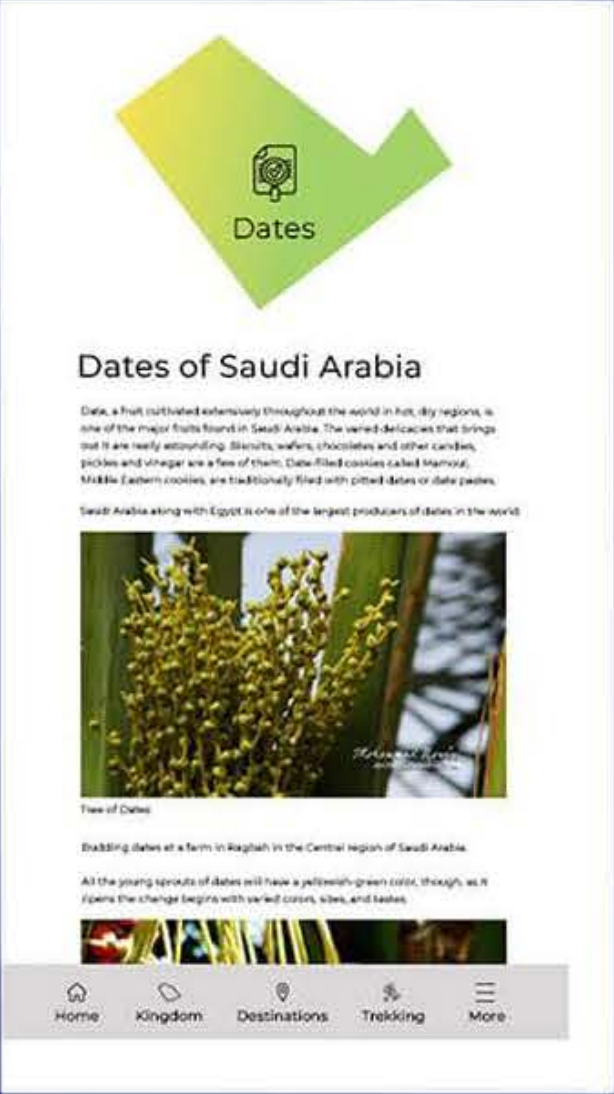 Dates
Dates of Saudi Arabia
Date, a fruit cultivated extensively throughout the world in hot, dry regions, is
one of the major fruits found in Saudi Arabia. The varied delicacies that brings
out it are really astounding. Biscuits, wafers, chocolates and other candies,
pickles and vinegar are a few of them. Date-filled cookies called Mamoul,
Middle Eastern cookies, are traditionally filled with pitted dates or date pastes.
Saudi Arabia along with Egypt is one of the largest producers of dates in the world.
Tree of Dates
Budding dates at a farm in Raghah in the Central region of Saudi Arabia.
All the young sprouts of dates will have a yellowish-green color, though, as it
ripens the change begins with varied colors, sizes, and tastes.
Home Kingdom Destinations Trekking More